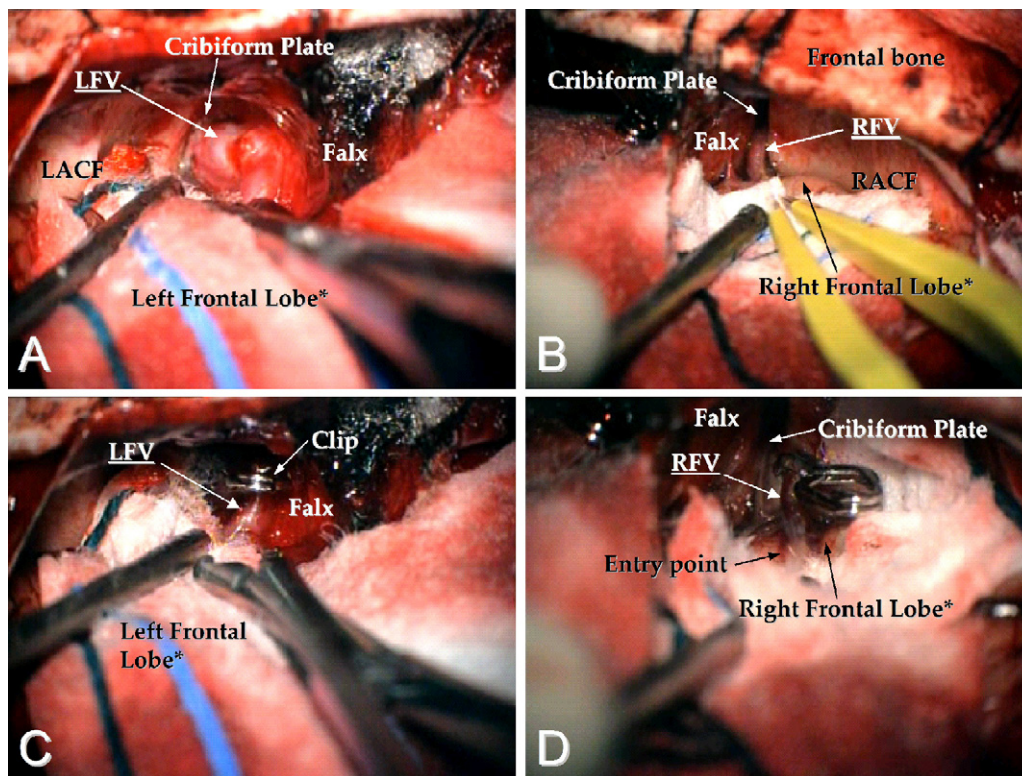 Cribiform Plate
LFV
LACF
Falx
Left Frontal Lobe*
A
Frontal bone
Cribiform Plate
Falx
RFV
RACF
Right Frontal Lobe*
B
Clip
LFV
Falx
Left Frontal
Lobe*
C
Falx
Cribiform Plate
RFV
Entry point
Right Frontal Lobe*
D